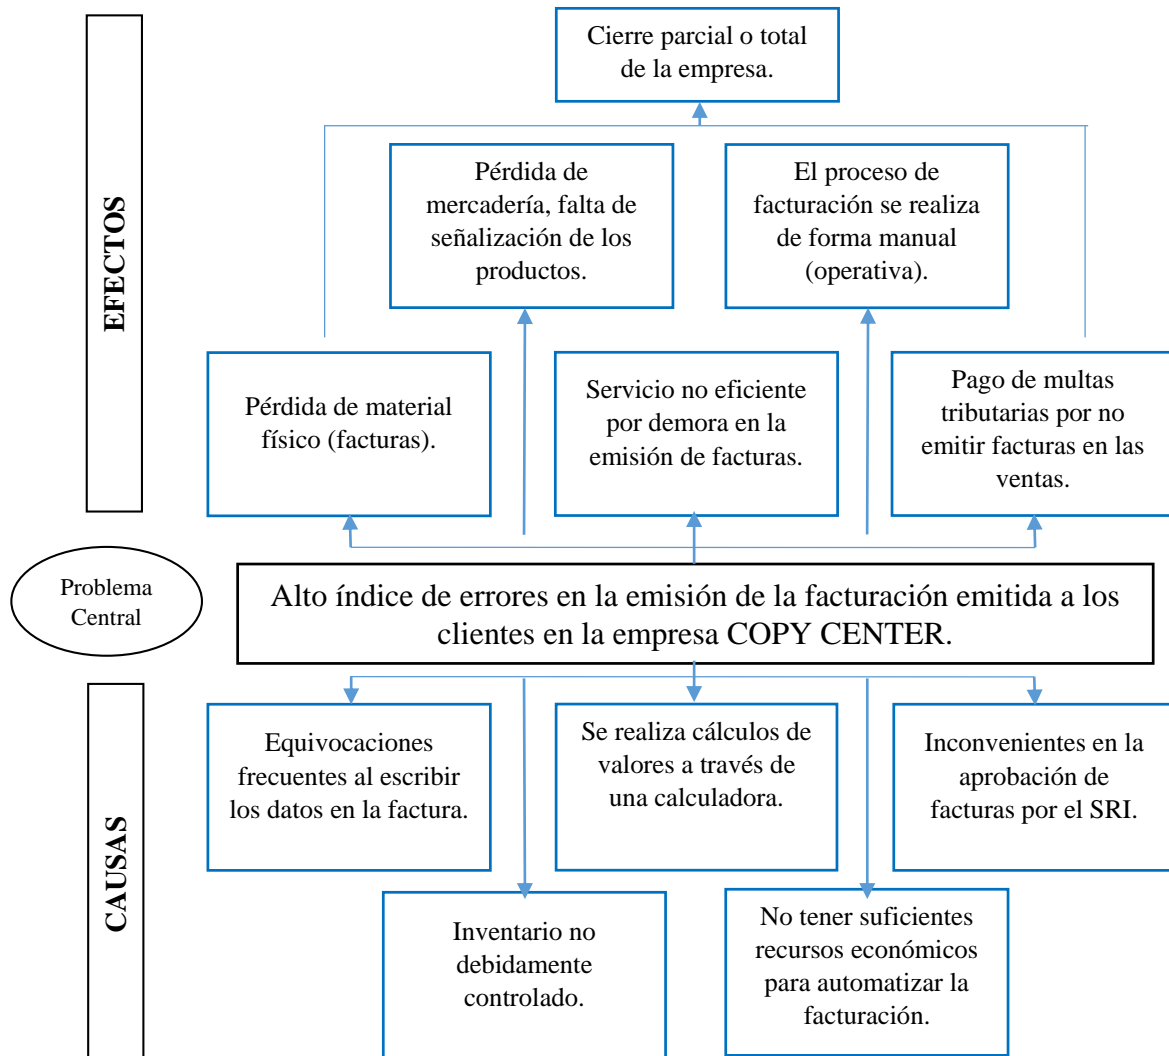 Cierre parcial o total
de la empresa.
EFECTOS
Pérdida de
mercadería, falta de
señalización de los
productos.
El proceso de
facturación se realiza
de forma manual
(operativa).
Pérdida de material
físico (facturas).
Servicio no eficiente
por demora en la
emisión de facturas.
Pago de multas
tributarias por no
emitir facturas en las
ventas.
Problema
Central
Alto índice de errores en la emisión de la facturación emitida a los
clientes en la empresa COPY CENTER.
CAUSAS
Equivocaciones
frecuentes al escribir
los datos en la factura.
Se realiza cálculos de
valores a través de
una calculadora.
Inconvenientes en la
aprobación de
facturas por el SRI.
Inventario no
debidamente
controlado.
No tener suficientes
recursos económicos
para automatizar la
facturación.